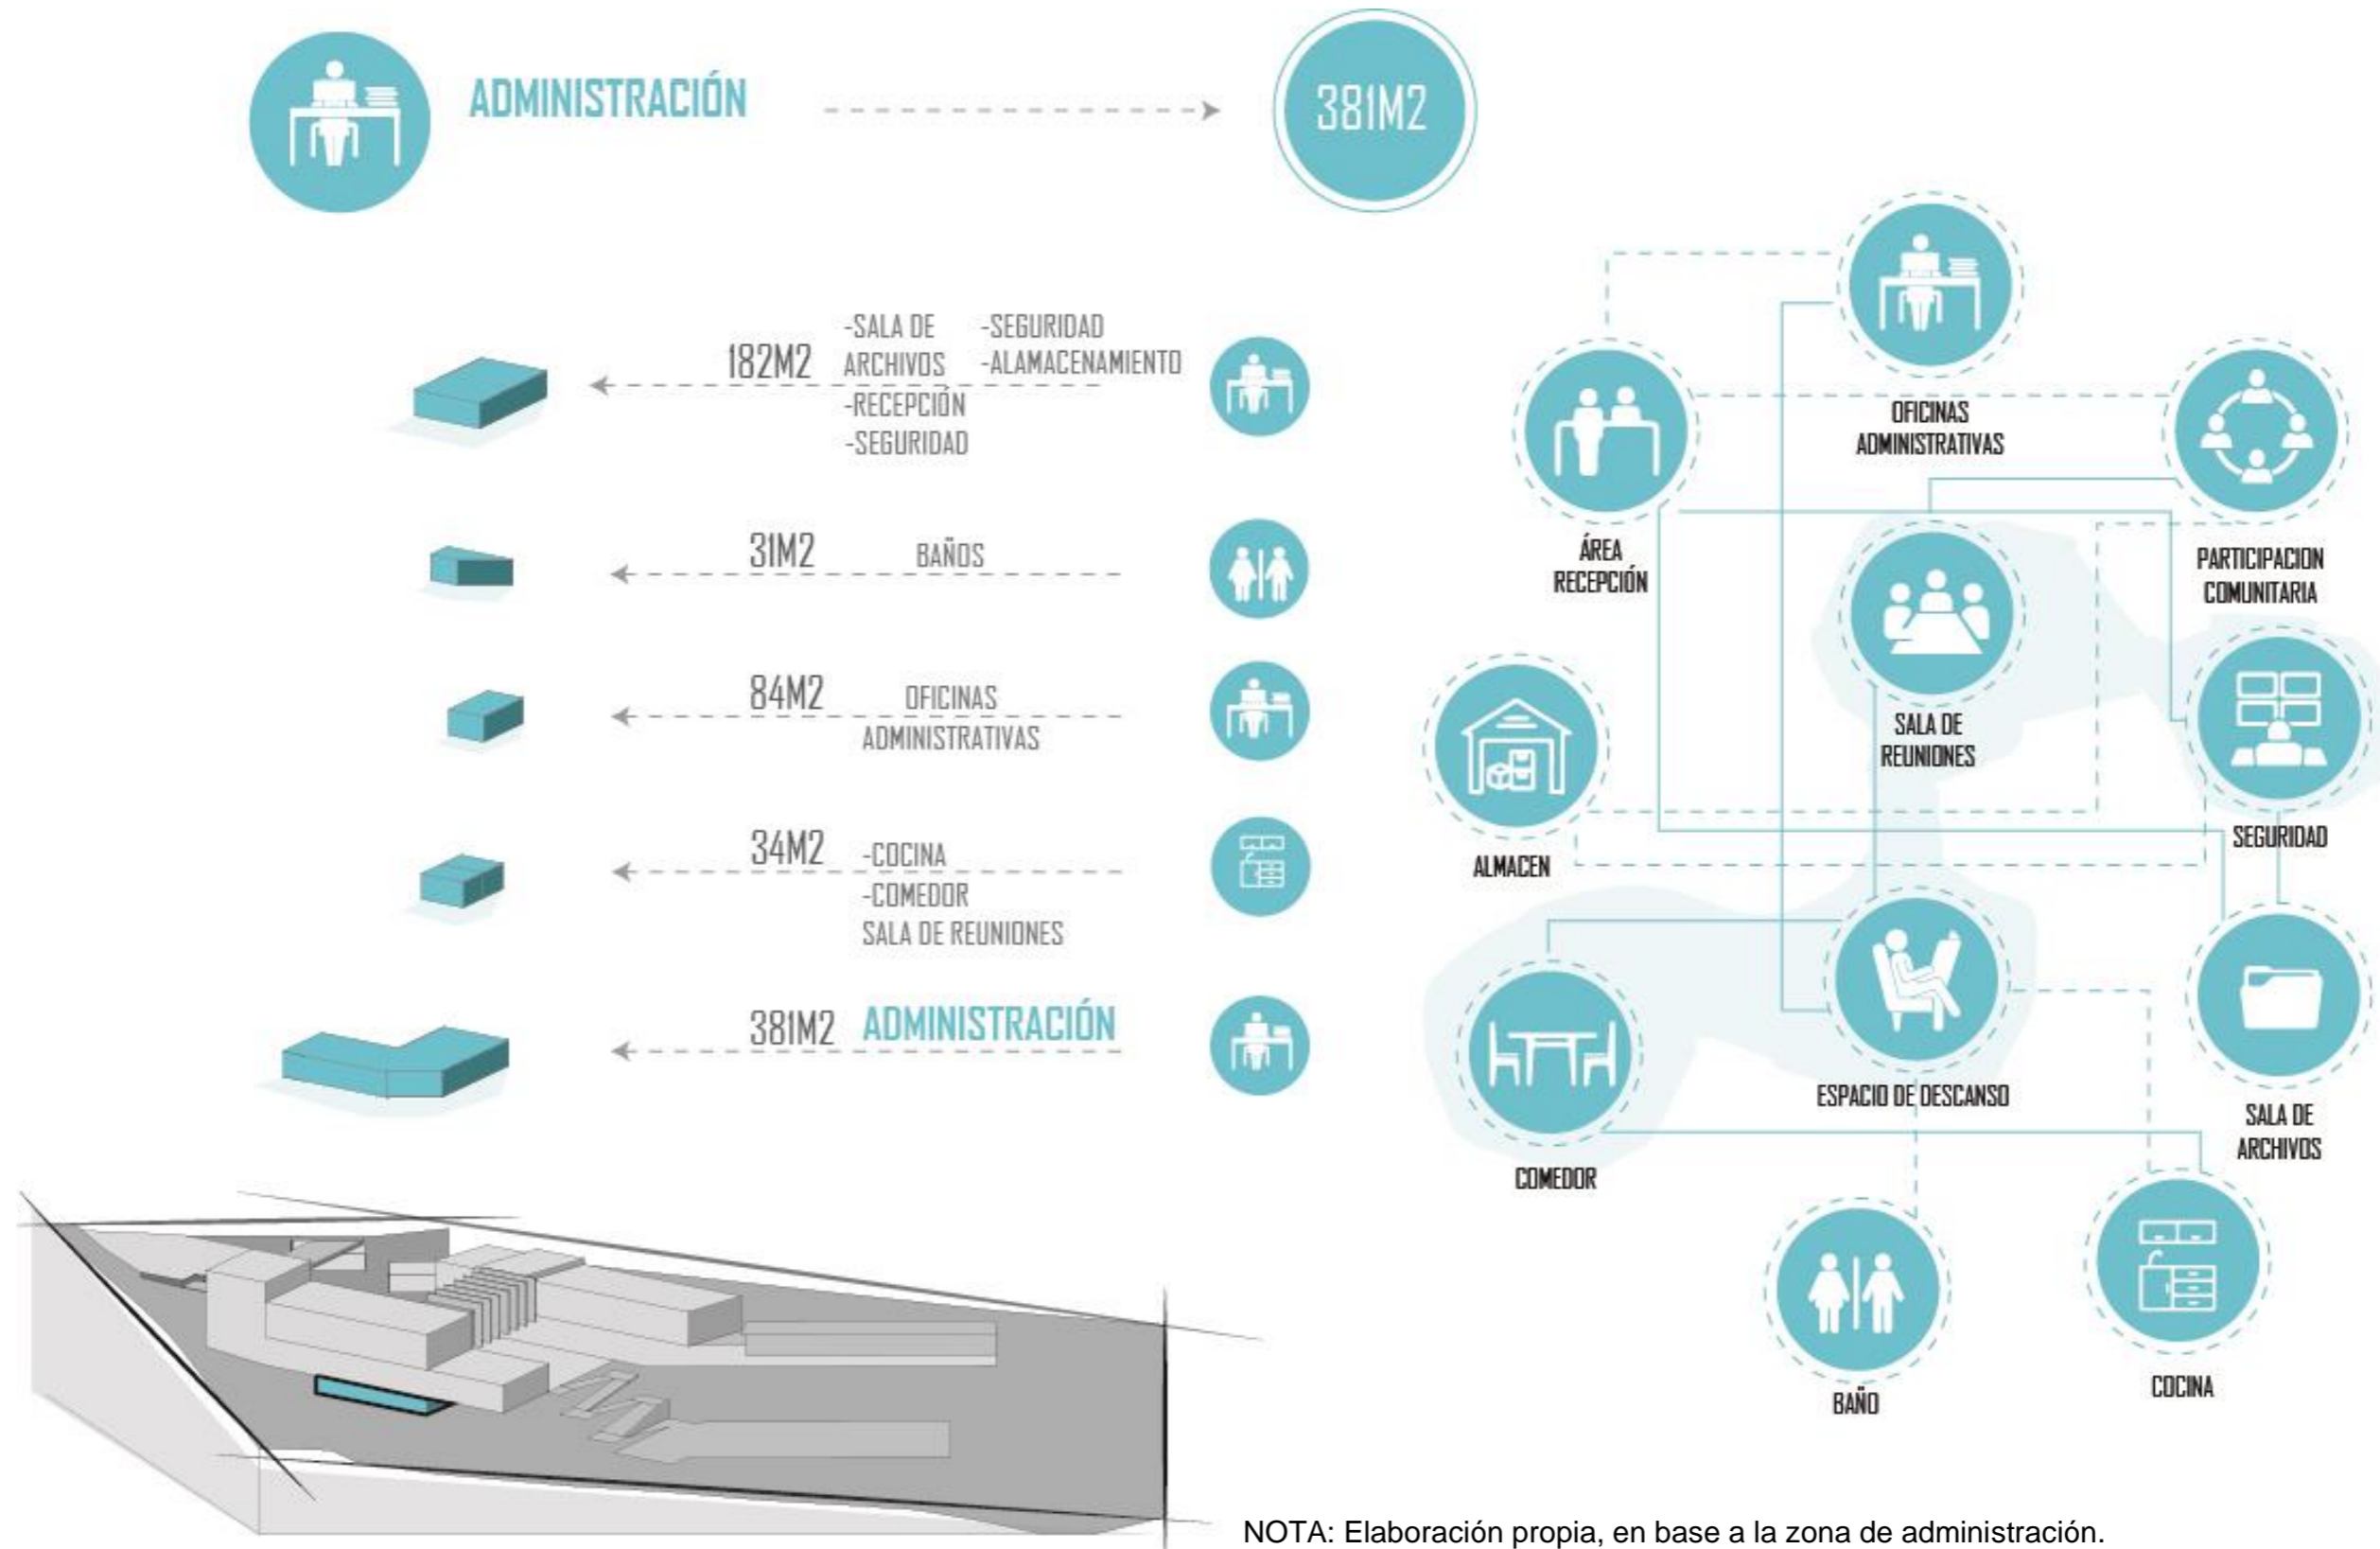 ADMINISTRACIÓN
381M2
182M2
-SALA DE
ARCHIVOS
-RECEPCIÓN
-SEGURIDAD
-SEGURIDAD
-ALAMACENAMIENTO
31M2
BAÑOS
84M2
OFICINAS
ADMINISTRATIVAS
34M2
-COCINA
-COMEDOR
SALA DE REUNIONES
381M2
ADMINISTRACIÓN
OFICINAS
ADMINISTRATIVAS
ÁREA
RECEPCIÓN
PARTICIPACION
COMUNITARIA
SALA DE
REUNIONES
SEGURIDAD
ALMACEN
ESPACIO DE DESCANSO
SALA DE
ARCHIVOS
COMEDOR
BAÑO
COCINA
NOTA: Elaboración propia, en base a la zona de administración.